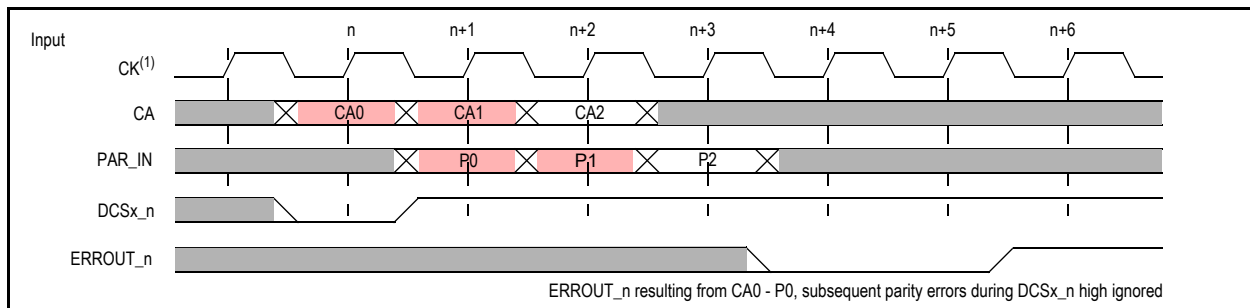 Input
n n+1 n+2 n+3 n+4 n+5 n+6
CK(1)
CA CA0 CA1 CA2
PAR_IN P0 P1 P2
DCSx_n
ERROUT_n
ERROUT_n resulting from CA0 - P0, subsequent parity errors during DCSx_n high ignored